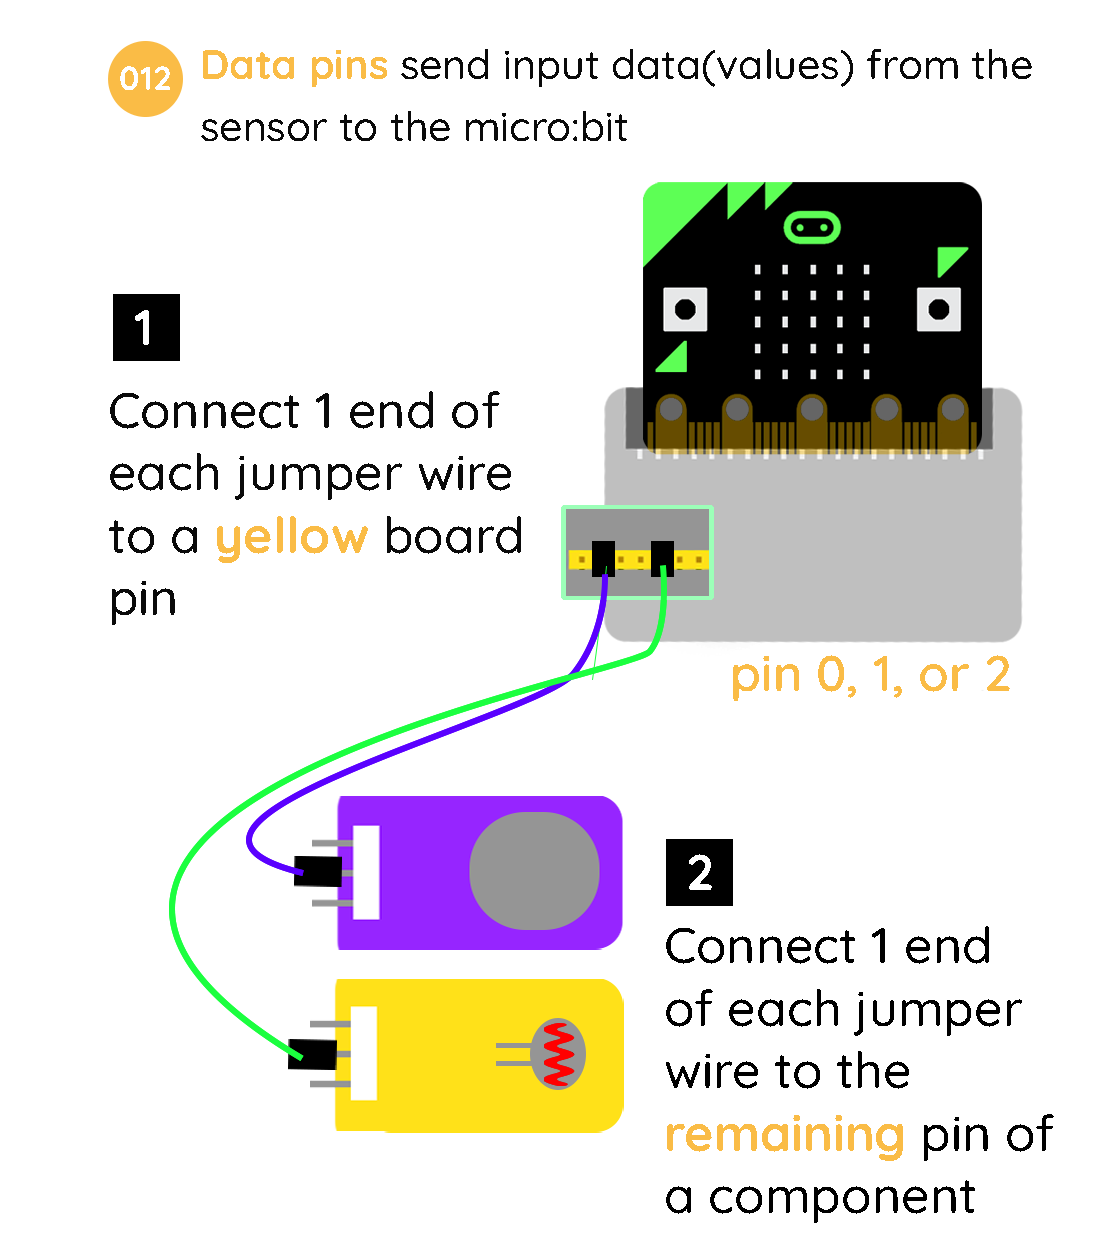 012
Data pins send input data(values) from the
sensor to the micro:bit
1
Connect 1 end of
each jumper wire
to a yellow board
pin
pin 0, 1, or 2
2
Connect 1 end
of each jumper
wire to the
remaining pin of
a component